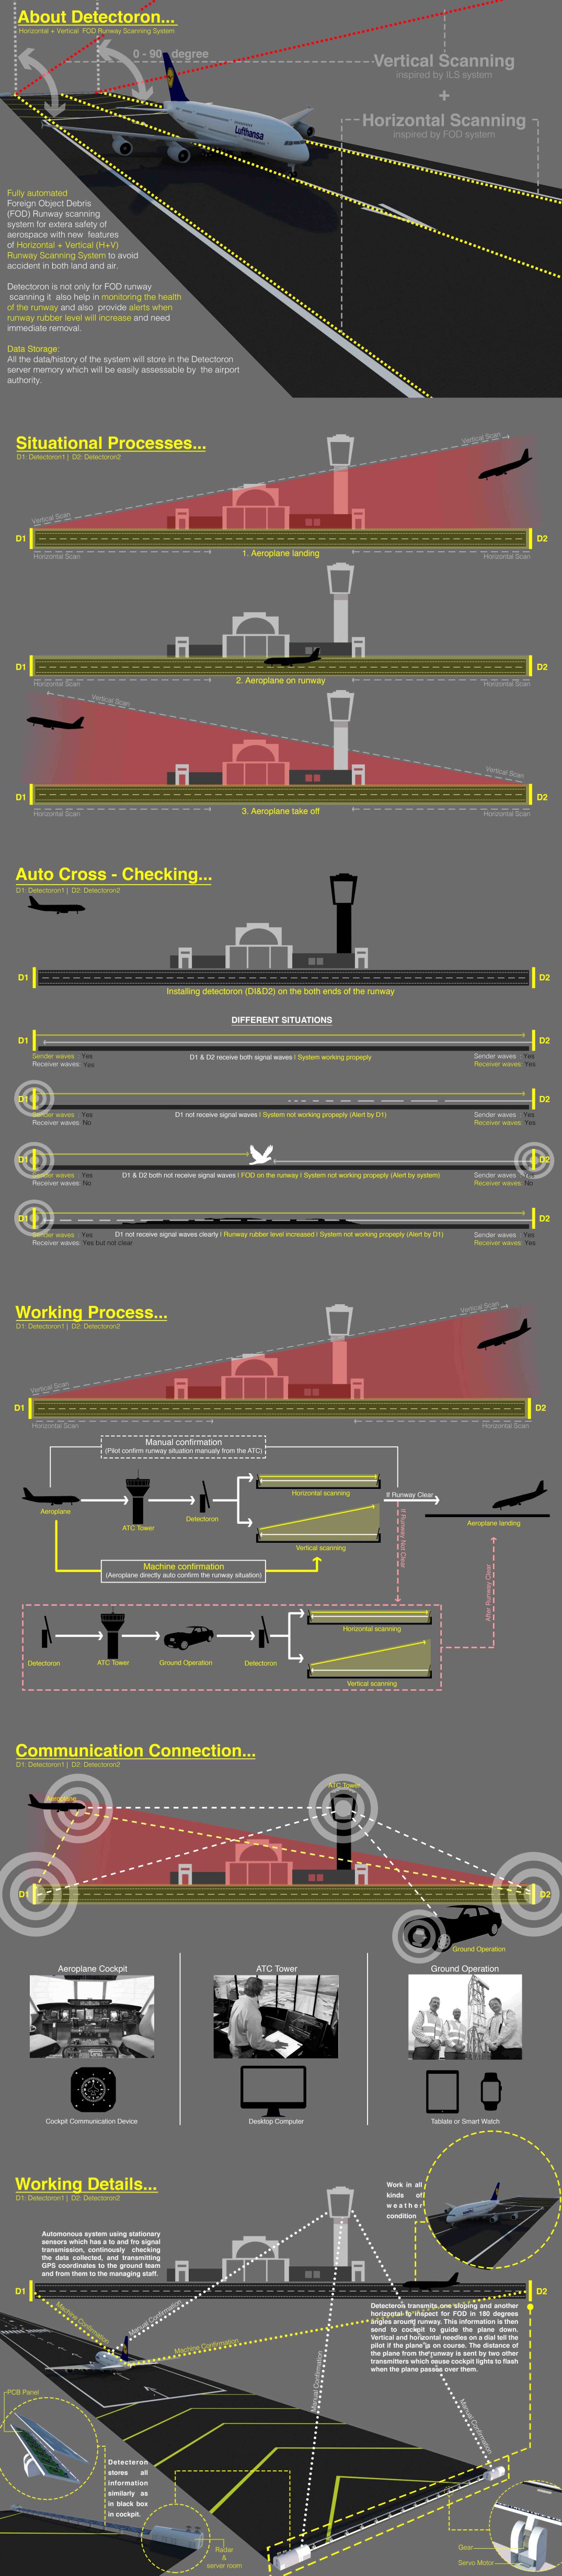 About Detectoron...
Horizontal + Vertical FOD Runway Scanning System
0 - 90 degree
Vertical Scanning
inspired by ILS system
+
Horizontal Scanning
inspired by FOD system
Lufthansa
Fully automated
Foreign Object Debris
(FOD) Runway scanning
system for extera safety of
aerospace with new features
of Horizontal + Vertical (H+V)
Runway Scanning System to avoid
accident in both land and air.
Detectoron is not only for FOD runway
scanning it also help in monitoring the health
of the runway and also provide alerts when
runway rubber level will increase and need
immediate removal.
Data Storage:
All the data/history of the system will store in the Detectoron
server memory which will be easily assessable by the airport
authority.
Situational Processes...
D1: Detectoron1 | D2: Detectoron2
Vertical Scan
Vertical Scan
D1
D2
Horizontal Scan
1. Aeroplane landing
Horizontal Scan
D1
D2
Horizontal Scan
2. Aeroplane on runway
Horizontal Scan
Vertical Scan
Vertical Scan
D1
D2
Horizontal Scan
3. Aeroplane take off
Horizontal Scan
Auto Cross - Checking...
D1: Detectoron1 | D2: Detectoron2
D1
D2
Installing detectoron (DI&D2) on the both ends of the runway
DIFFERENT SITUATIONS
D1
D2
Sender waves : Yes
Receiver waves: Yes
D1 & D2 receive both signal waves | System working propeply
Sender waves : Yes
Receiver waves: Yes
D1
D2
Sender waves : Yes
Receiver waves: No
D1 not receive signal waves | System not working propeply (Alert by D1)
Sender waves : Yes
Receiver waves: Yes
D1
D2
Sender waves : Yes
Receiver waves: No
D1 & D2 both not receive signal waves | FOD on the runway | System not working propeply (Alert by system)
Sender waves : Yes
Receiver waves: No
D1
D2
Sender waves : Yes
Receiver waves: Yes but not clear
D1 not receive signal waves clearly | Runway rubber level increased | System not working propeply (Alert by D1)
Sender waves : Yes
Receiver waves: Yes
Working Process...
D1: Detectoron1 | D2: Detectoron2
Vertical Scan
Vertical Scan
D1
D2
Horizontal Scan
Horizontal Scan
Manual confirmation
(Pilot confirm runway situation manually from the ATC)
Aeroplane
ATC Tower
Detectoron
Horizontal scanning
Vertical scanning
If Runway Clear
Aeroplane landing
If Runway Not Clear
After Runway Clear
Machine confirmation
(Aeroplane directly auto confirm the runway situation)
Detectoron
ATC Tower
Ground Operation
Detectoron
Horizontal scanning
Vertical scanning
Communication Connection...
D1: Detectoron1 | D2: Detectoron2
Aeroplane
ATC Tower
D1
D2
Ground Operation
Aeroplane Cockpit
ATC Tower
Ground Operation
Cockpit Communication Device
Desktop Computer
Tablate or Smart Watch
Working Details...
D1: Detectoron1 | D2: Detectoron2
Work in all
kinds of
weather
condition
Automonous system using stationary
sensors which has a to and fro signal
transmission, continously checking
the data collected, and transmitting
GPS coordinates to the ground team
and from them to the managing staff.
D1
D2
Detecteron transmit one sloping and another
horizontal to inspect for FOD in 180 degrees
angles around runway. This information is then
send to cockpit to guide the plane down.
Vertical and horizontal needles on a dial tell the
pilot if the plane is on course. The distance of
the plane from the runway is sent by two other
transmitters which cause cockpit lights to flash
when the plane passes over them.
Machine Confirmation
Manual Confirmation
Machine Confirmation
Manual Confirmation
Manual Confirmation
PCB Panel
Detecteron
stores all
information
similarly as
in black box
in cockpit.
Radar
&
server room
Gear
Servo Motor